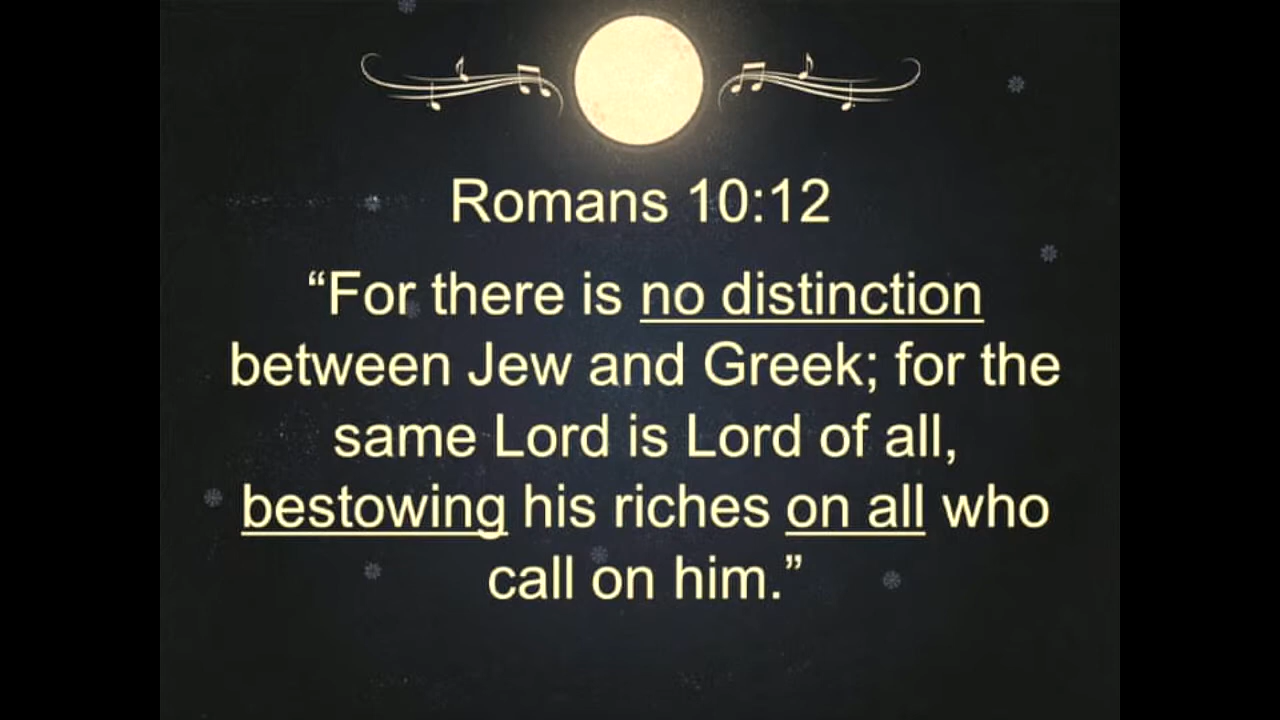 Romans 10:12
“For there is no distinction
between Jew and Greek; for the
same Lord is Lord of all,
bestowing his riches on all who
call on him.”